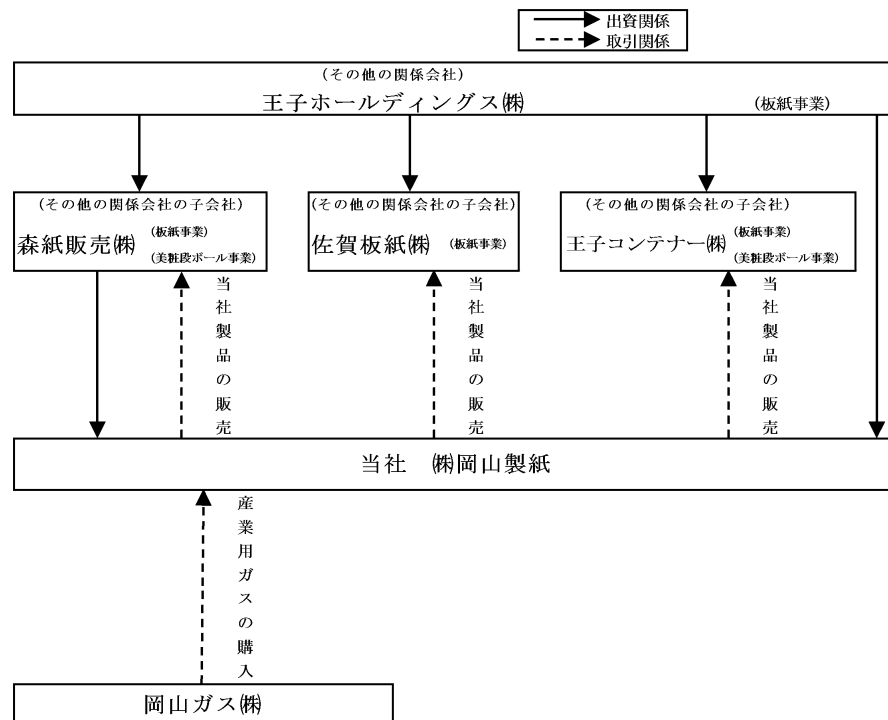 出資関係
取引関係
(その他の関係会社)
王子ホールディングス㈱ (板紙事業)
(その他の関係会社の子会社)
森紙販売㈱ (板紙事業)
(美粧段ボール事業)
(その他の関係会社の子会社)
佐賀板紙㈱ (板紙事業)
(その他の関係会社の子会社)
王子コンテナー㈱ (板紙事業)
(美粧段ボール事業)
当社製品の販売
当社製品の販売
当社製品の販売
当社 ㈱岡山製紙
産業用ガスの購入
岡山ガス㈱